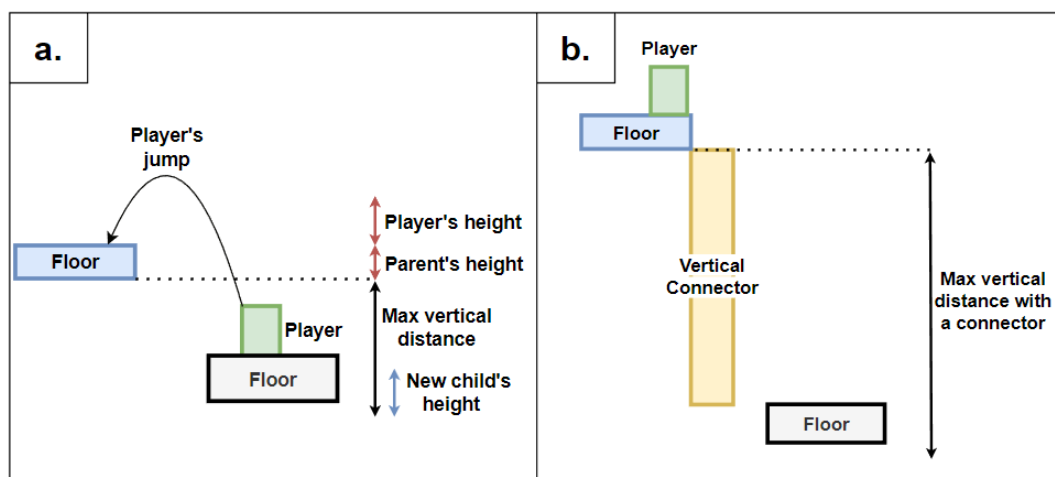 a.
Player's
jump
Floor
Player
Floor
Player's height
Parent's height
Max vertical
distance
New child's
height
b.
Player
Floor
Vertical
Connector
Floor
Max vertical
distance with
a connector